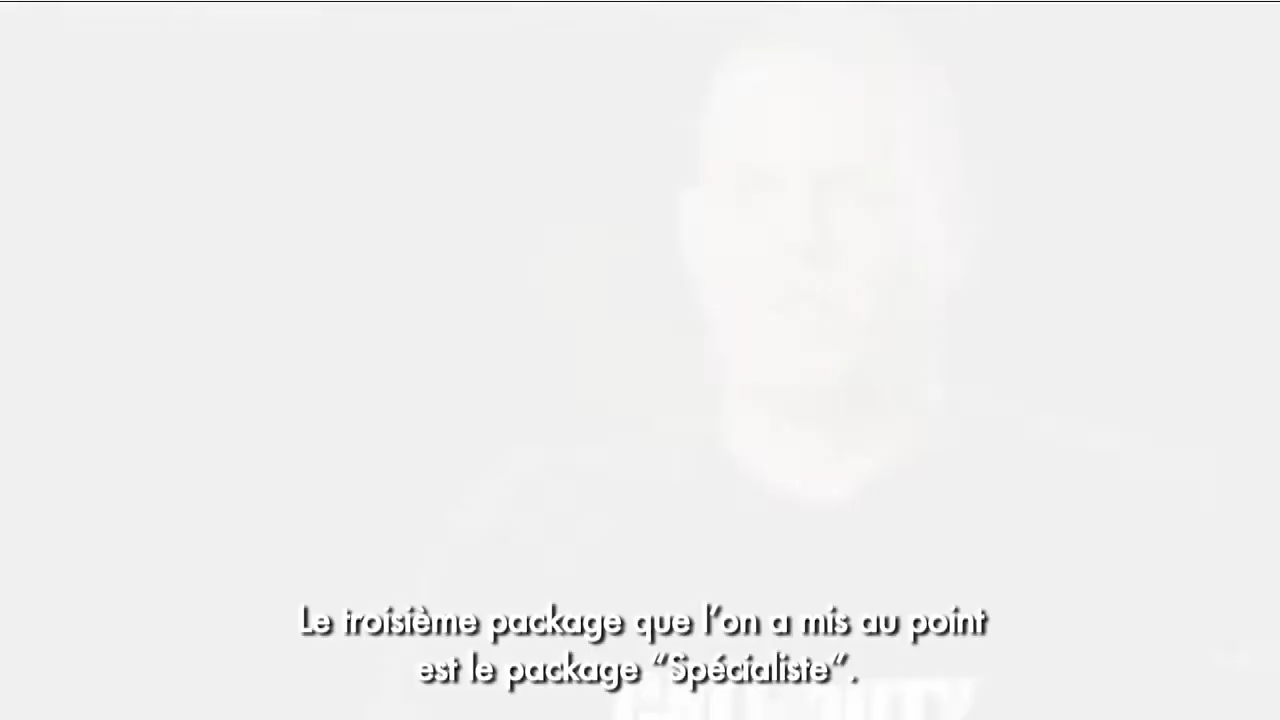 Le troisième package que l'on a mis au point
est le package "Spécialiste".